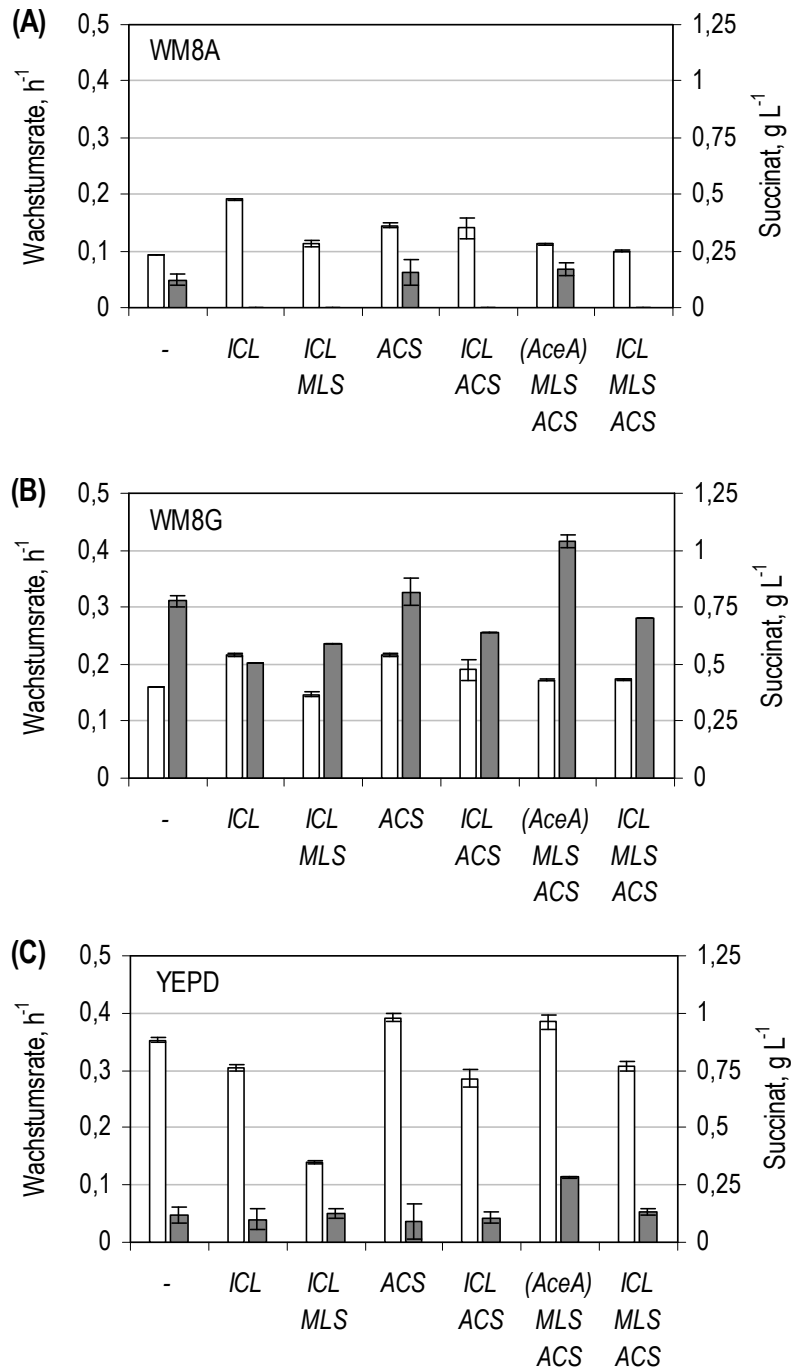 (A)
WM8A
Wachstumsrate, h⁻¹
0,5
0,4
0,3
0,2
0,1
0
1,25
1
0,75
0,5
0,25
0
Succinat, g L⁻¹
- ICL ICL ACS ICL (AceA) ICL
MLS ACS MLS MLS
ACS ACS
(B)
WM8G
Wachstumsrate, h⁻¹
0,5
0,4
0,3
0,2
0,1
0
1,25
1
0,75
0,5
0,25
0
Succinat, g L⁻¹
- ICL ICL ACS ICL (AceA) ICL
MLS ACS MLS MLS
ACS ACS
(C)
YEPD
Wachstumsrate, h⁻¹
0,5
0,4
0,3
0,2
0,1
0
1,25
1
0,75
0,5
0,25
0
Succinat, g L⁻¹
- ICL ICL ACS ICL (AceA) ICL
MLS ACS MLS MLS
ACS ACS